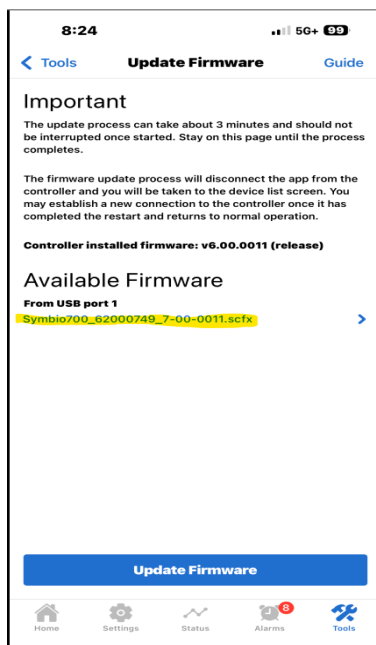 8:24 5G+ 99
Tools Update Firmware Guide
Important
The update process can take about 3 minutes and should not
be interrupted once started. Stay on this page until the process
completes.
The firmware update process will disconnect the app from the
controller and you will be taken to the device list screen. You
may establish a new connection to the controller once it has
completed the restart and returns to normal operation.
Controller installed firmware: v6.00.0011 (release)
Available Firmware
From USB port 1
Symbio700_62000749_7-00-0011.scfx
Update Firmware
8
Home Settings Status Alarms Tools